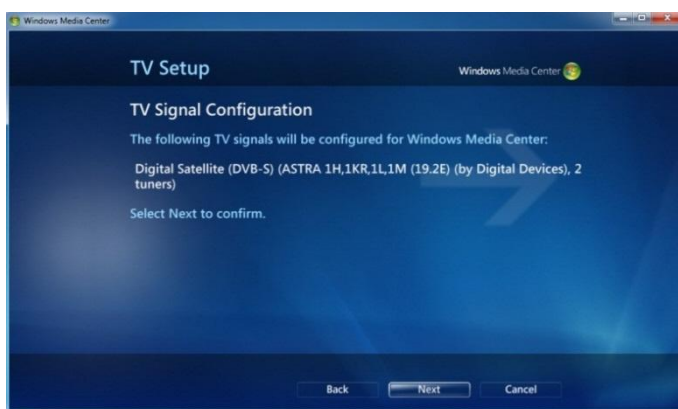 Windows Media Center
TV Setup
Windows Media Center
TV Signal Configuration
The following TV signals will be configured for Windows Media Center:
Digital Satellite (DVB-S) (ASTRA 1H,1KR,1L,1M (19.2E) (by Digital Devices), 2
tuners)
Select Next to confirm.
Back Next Cancel